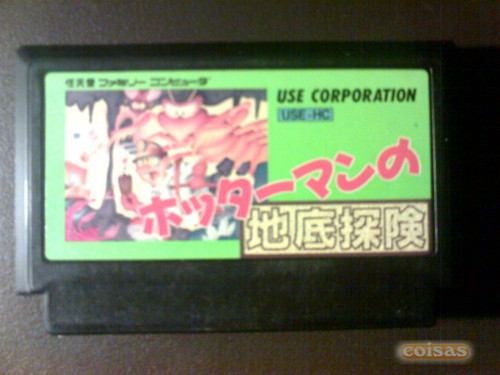 任天堂 ファミリー コンピュータ
USE CORPORATION
USE-HC
ホッターマンの
地底探険
coisas